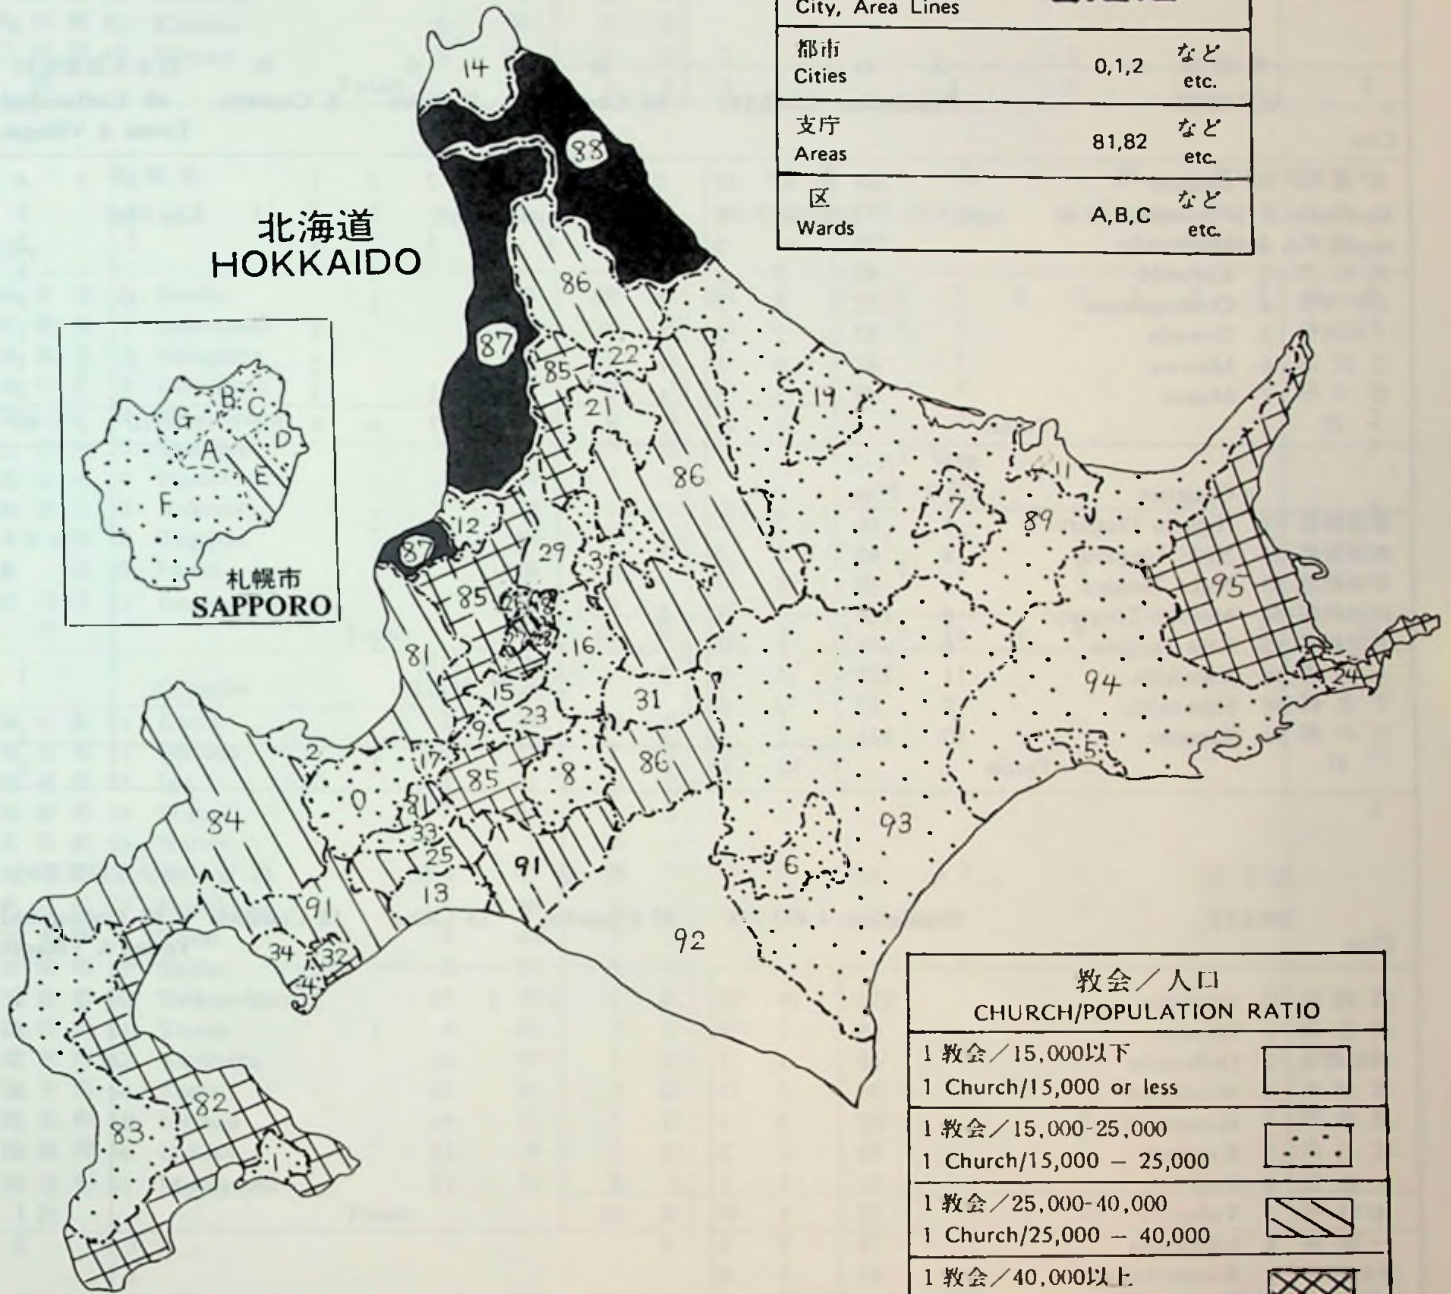 City, Area Lines
都市
Cities
0,1,2
など
etc.
支庁
Areas
81,82
など
etc.
区
Wards
A,B,C
など
etc.
北海道
HOKKAIDO
14
88
86
87
85
22
21
19
86
11
7
89
12
87
29
3
95
85
81
16
15
24
94
23
31
9
2
17
5
85
8
86
0
81
84
33
93
25
91
6
13
91
92
34
32
4
82
83
1
G
B
C
A
D
E
F
札幌市
SAPPORO
教会／人口
CHURCH/POPULATION RATIO
1 教会／15,000以下
1 Church/15,000 or less
1 教会／15,000-25,000
1 Church/15,000 – 25,000
1 教会／25,000-40,000
1 Church/25,000 – 40,000
1 教会／40,000以上